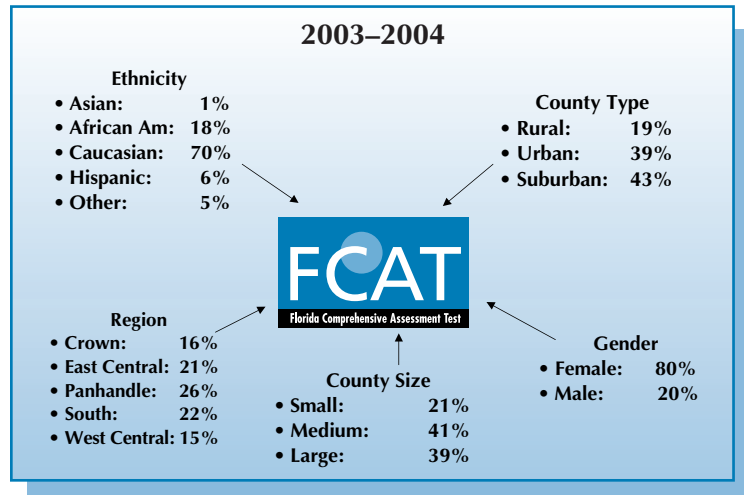 2003–2004
Ethnicity
• Asian: 1%
• African Am: 18%
• Caucasian: 70%
• Hispanic: 6%
• Other: 5%
County Type
• Rural: 19%
• Urban: 39%
• Suburban: 43%
FCAT
Florida Comprehensive Assessment Test
Region
• Crown: 16%
• East Central: 21%
• Panhandle: 26%
• South: 22%
• West Central: 15%
County Size
• Small: 21%
• Medium: 41%
• Large: 39%
Gender
• Female: 80%
• Male: 20%